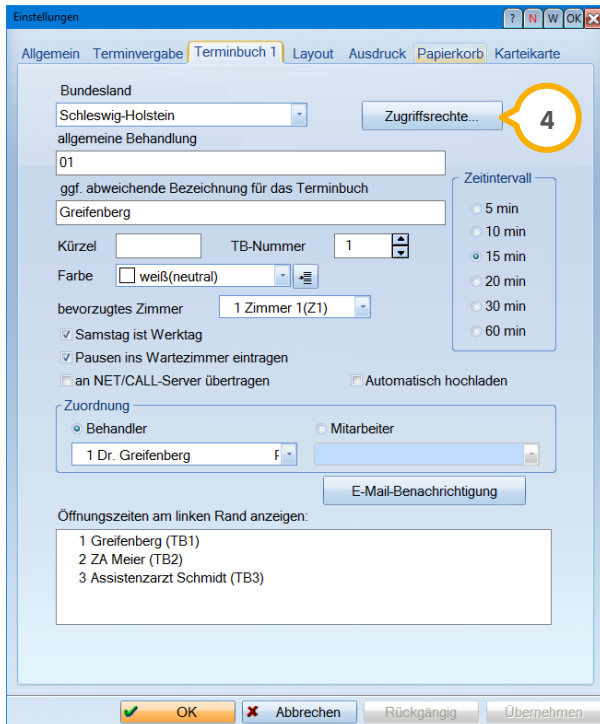 Einstellungen ? N W OK
Allgemein Terminvergabe Terminbuch 1 Layout Ausdruck Papierkorb Karteikarte
Bundesland
Schleswig-Holstein Zugriffsrechte... 4
allgemeine Behandlung
01
ggf. abweichende Bezeichnung für das Terminbuch
Greifenberg
Kürzel TB-Nummer 1
Farbe weiß(neutral)
bevorzugtes Zimmer 1 Zimmer 1(Z1)
Zeitintervall
5 min
10 min
15 min
20 min
30 min
60 min
Samstag ist Werktag
Pausen ins Wartezimmer eintragen
an NET/CALL-Server übertragen Automatisch hochladen
Zuordnung
Behandler Mitarbeiter
1 Dr. Greifenberg
E-Mail-Benachrichtigung
Öffnungszeiten am linken Rand anzeigen:
1 Greifenberg (TB1)
2 ZA Meier (TB2)
3 Assistenzarzt Schmidt (TB3)
OK Abbrechen Rückgängig Übernehmen